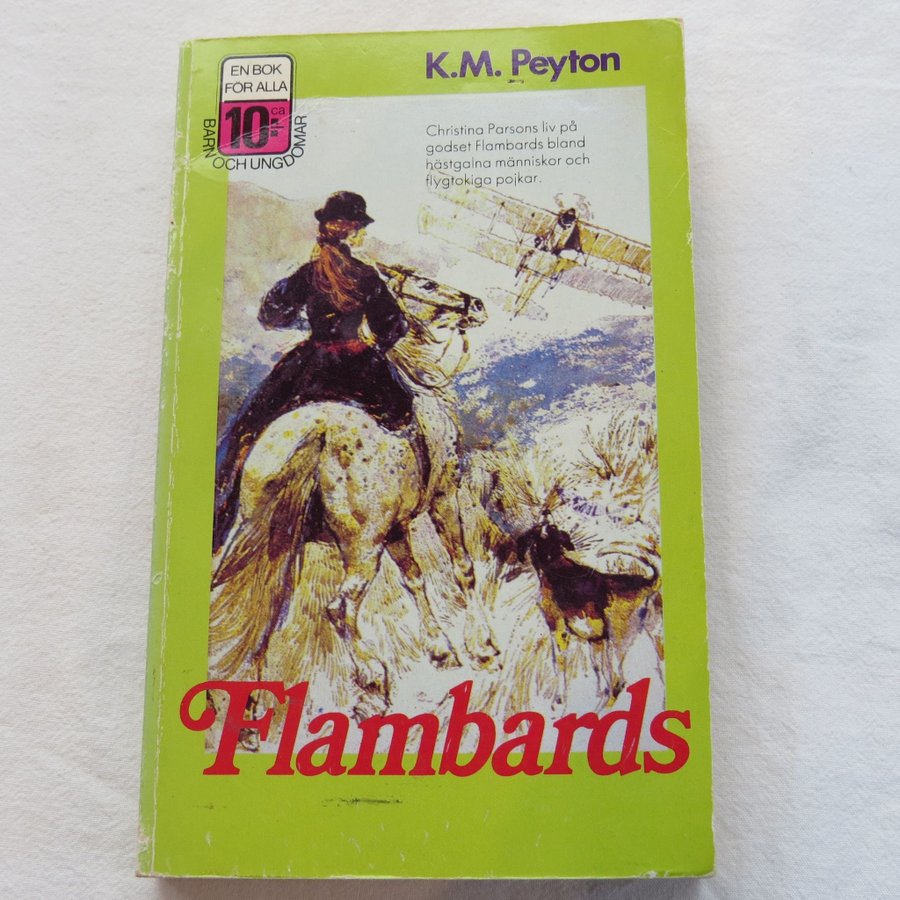 EN BOK
FÖR ALLA
ca
10:-
BARN OCH UNGDOMAR
K.M. Peyton
Christina Parsons liv på
godset Flambards bland
hästgalna människor och
flygtokiga pojkar.
Flambards